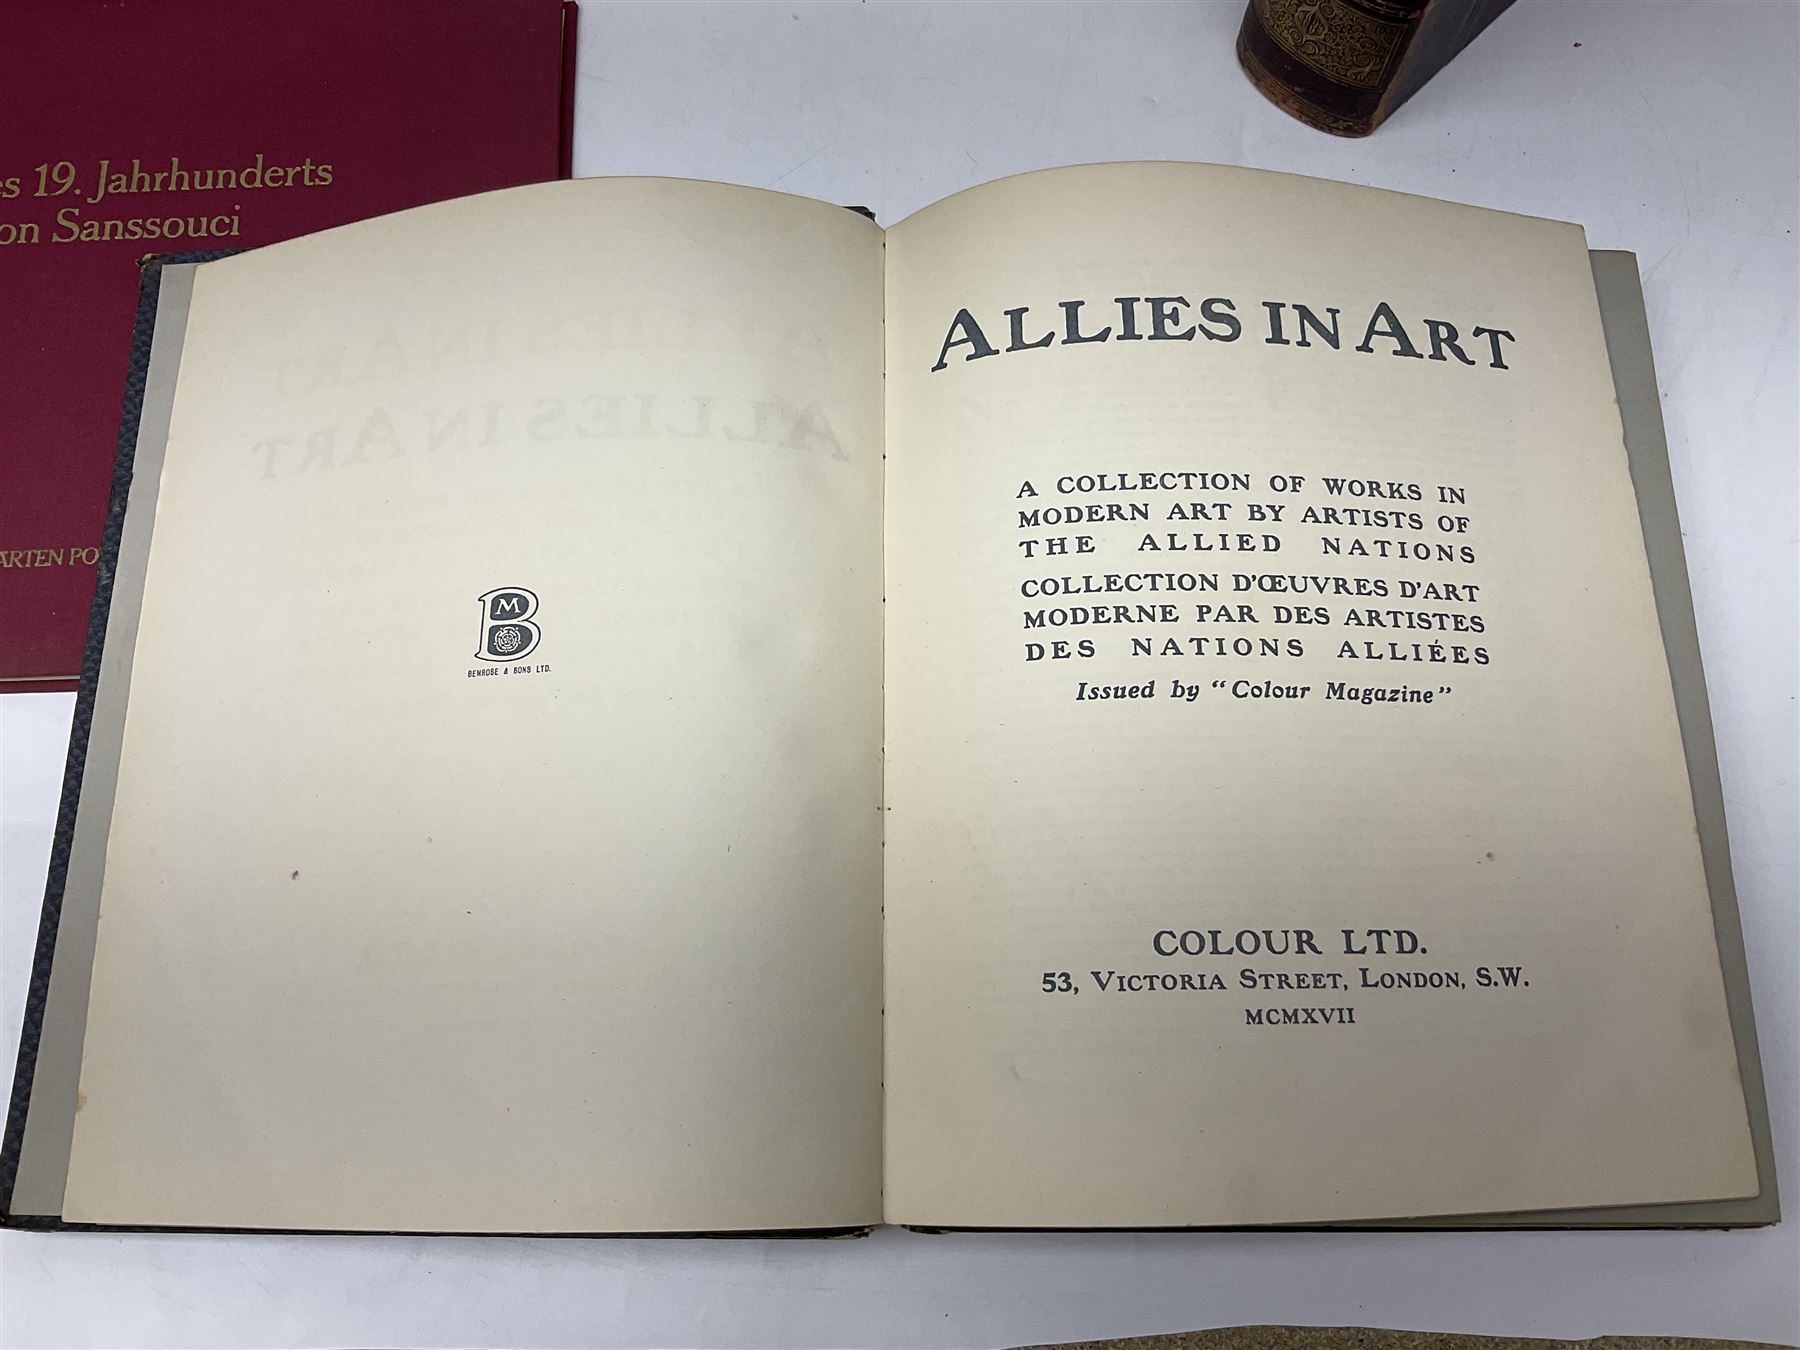 es 19. Jahrhunderts
on Sanssouci
ÄRTEN PO
M
B
BEMROSE & SONS LTD.
ALLIES IN ART
A COLLECTION OF WORKS IN
MODERN ART BY ARTISTS OF
THE ALLIED NATIONS
COLLECTION D'ŒUVRES D'ART
MODERNE PAR DES ARTISTES
DES NATIONS ALLIÉES
Issued by "Colour Magazine"
COLOUR LTD.
53, VICTORIA STREET, LONDON, S.W.
MCMXVII